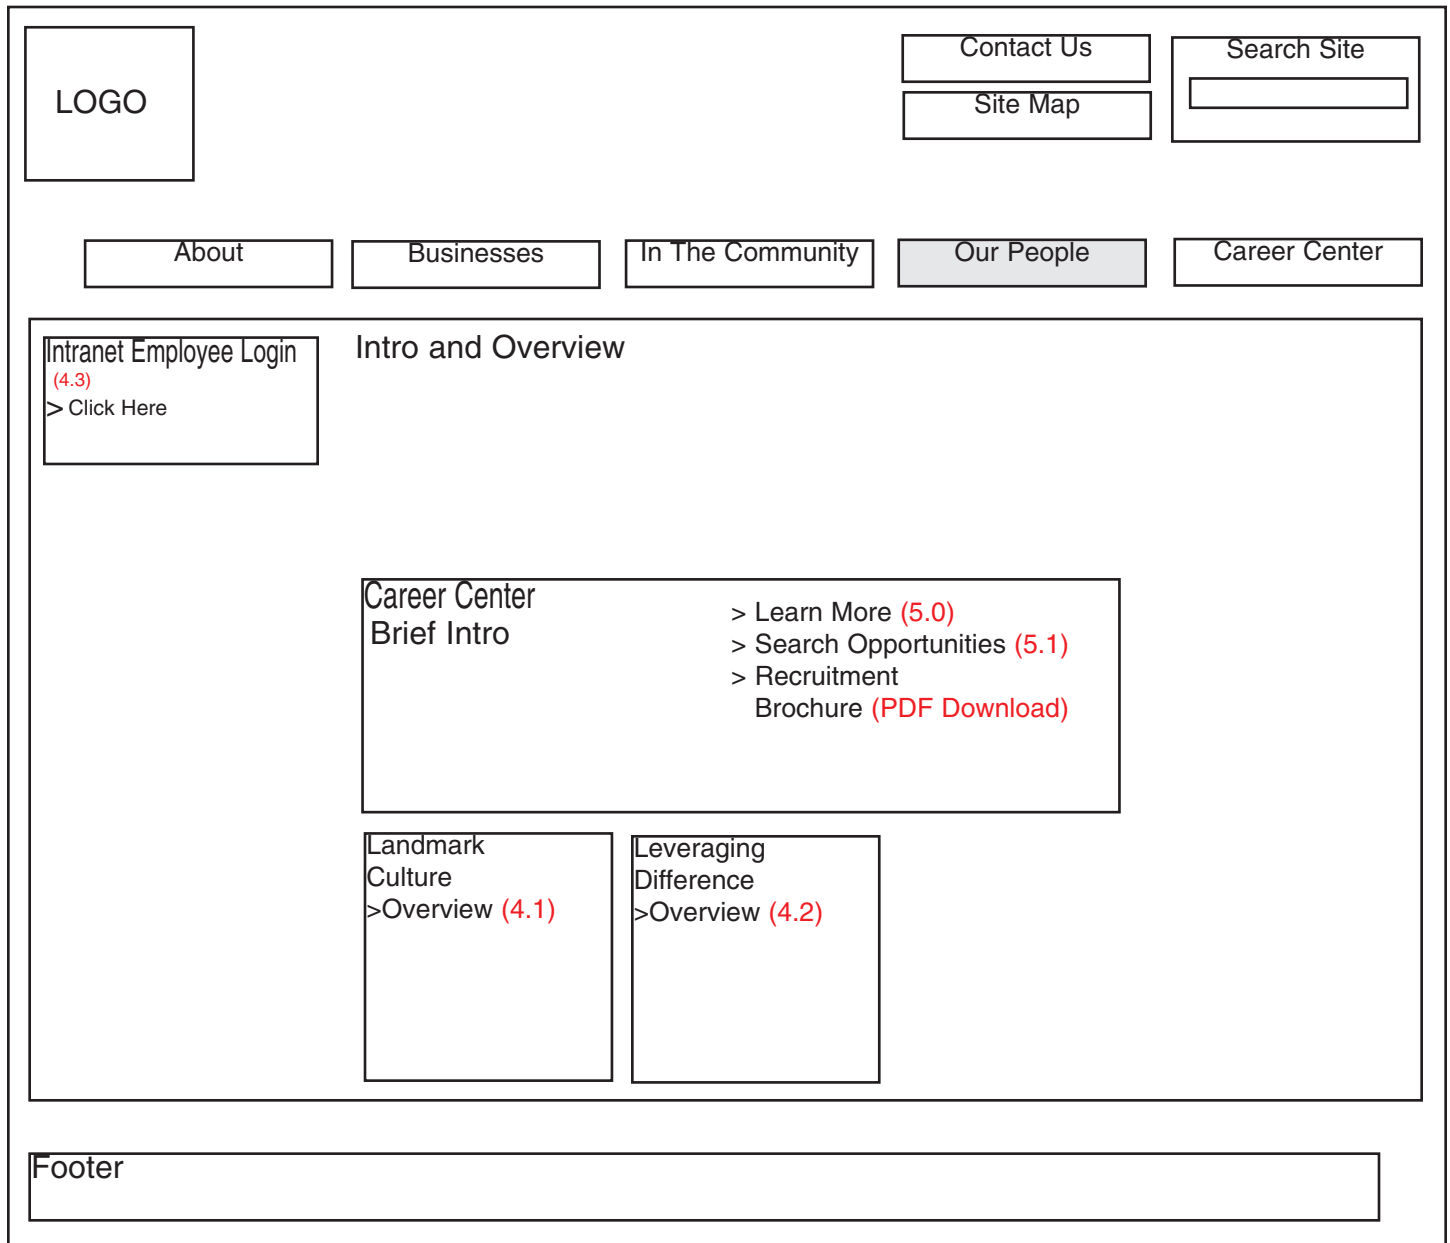 LOGO
Contact Us
Site Map
Search Site
About
Businesses
In The Community
Our People
Career Center
Intranet Employee Login
(4.3)
> Click Here
Intro and Overview
Career Center
Brief Intro
> Learn More (5.0)
> Search Opportunities (5.1)
> Recruitment
Brochure (PDF Download)
Landmark
Culture
>Overview (4.1)
Leveraging
Difference
>Overview (4.2)
Footer